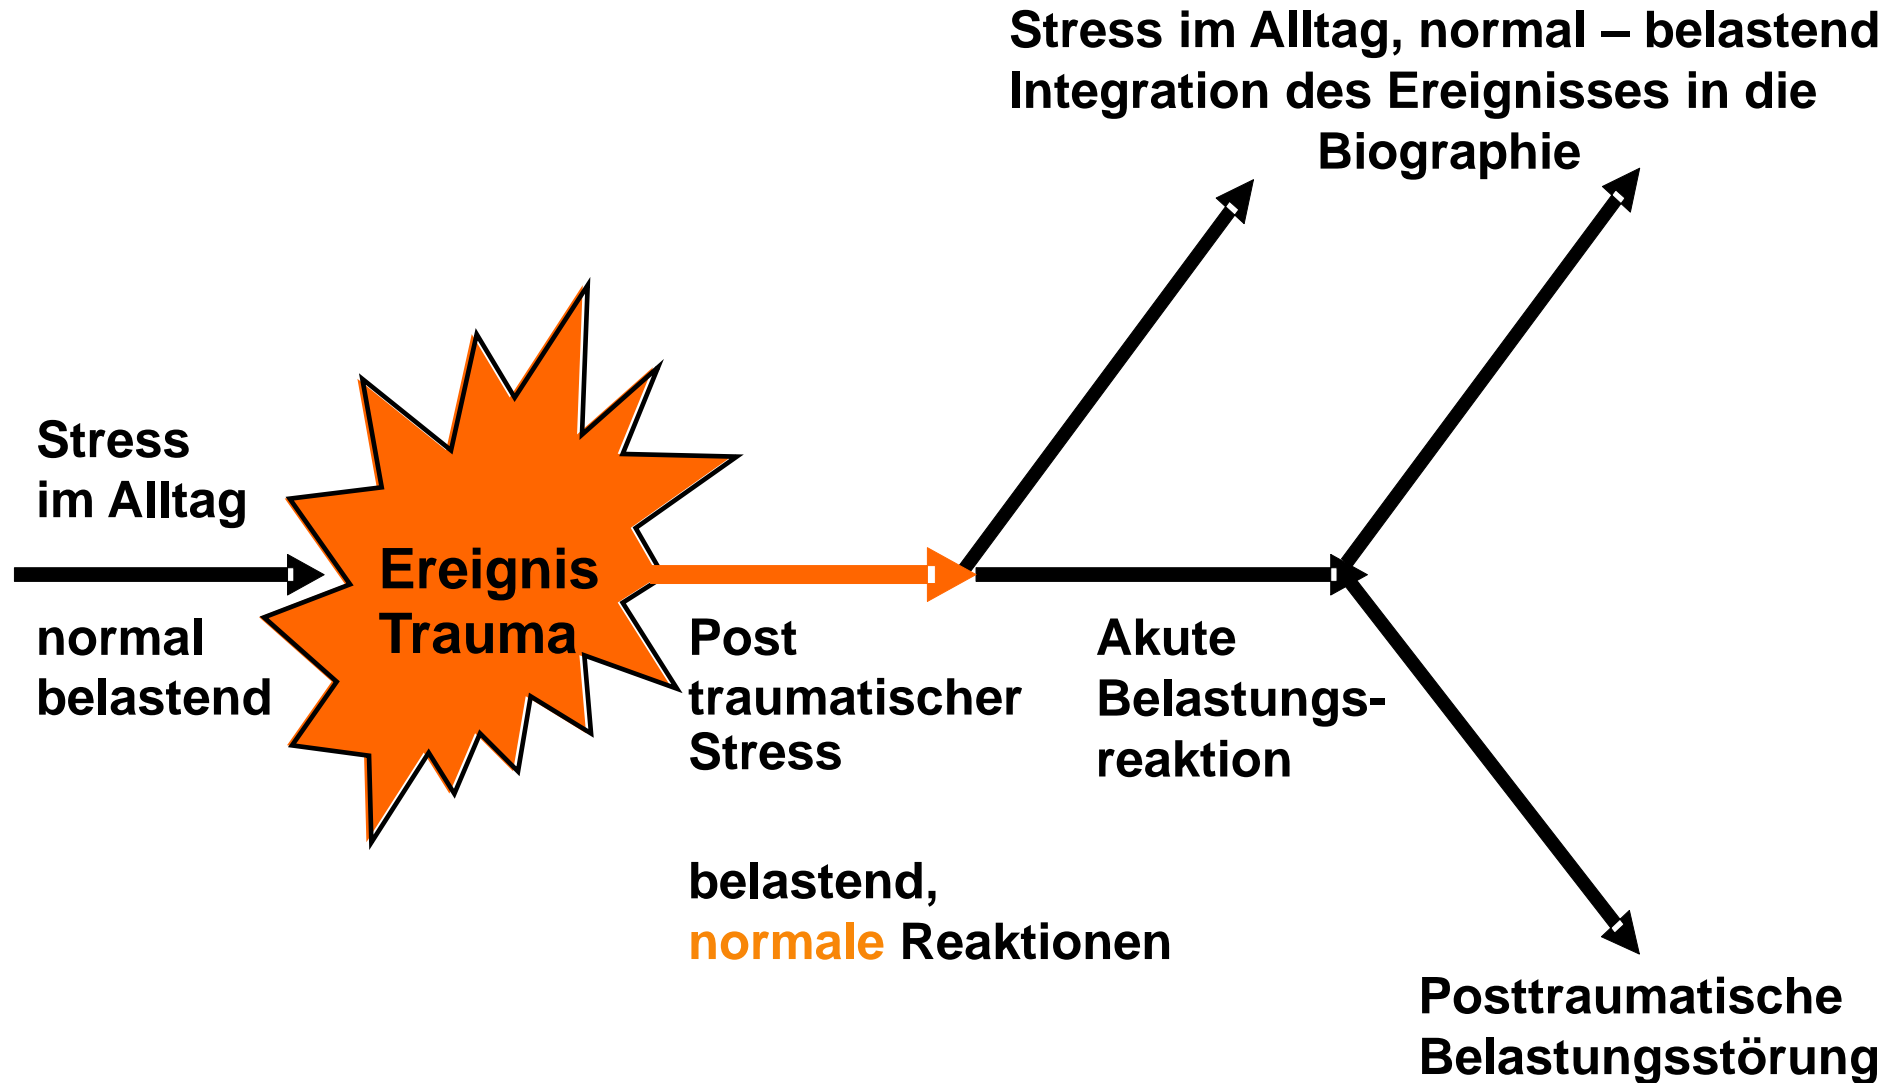 Stress im Alltag, normal – belastend
Integration des Ereignisses in die
Biographie
Stress
im Alltag
normal
belastend
Ereignis
Trauma
Post
traumatischer
Stress
belastend,
normale Reaktionen
Akute
Belastungs-
reaktion
Posttraumatische
Belastungsstörung